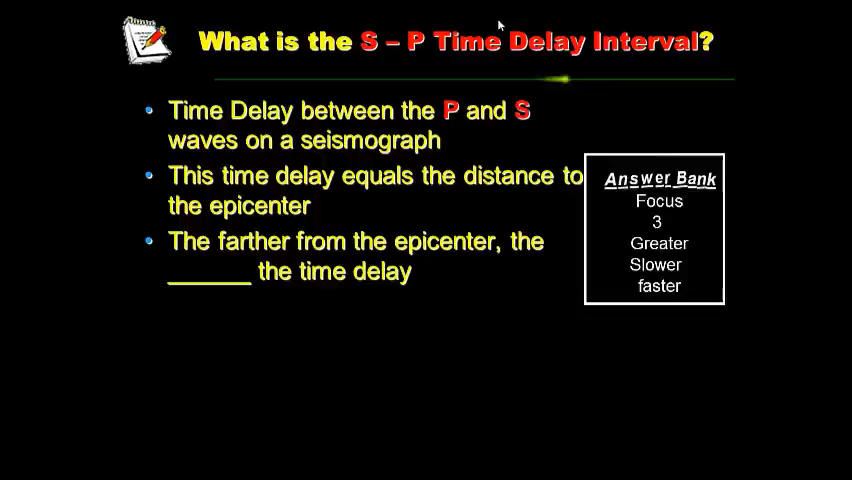 What is the S – P Time Delay Interval?
• Time Delay between the P and S
waves on a seismograph
• This time delay equals the distance to
the epicenter
• The farther from the epicenter, the
______ the time delay
Answer Bank
Focus
3
Greater
Slower
faster